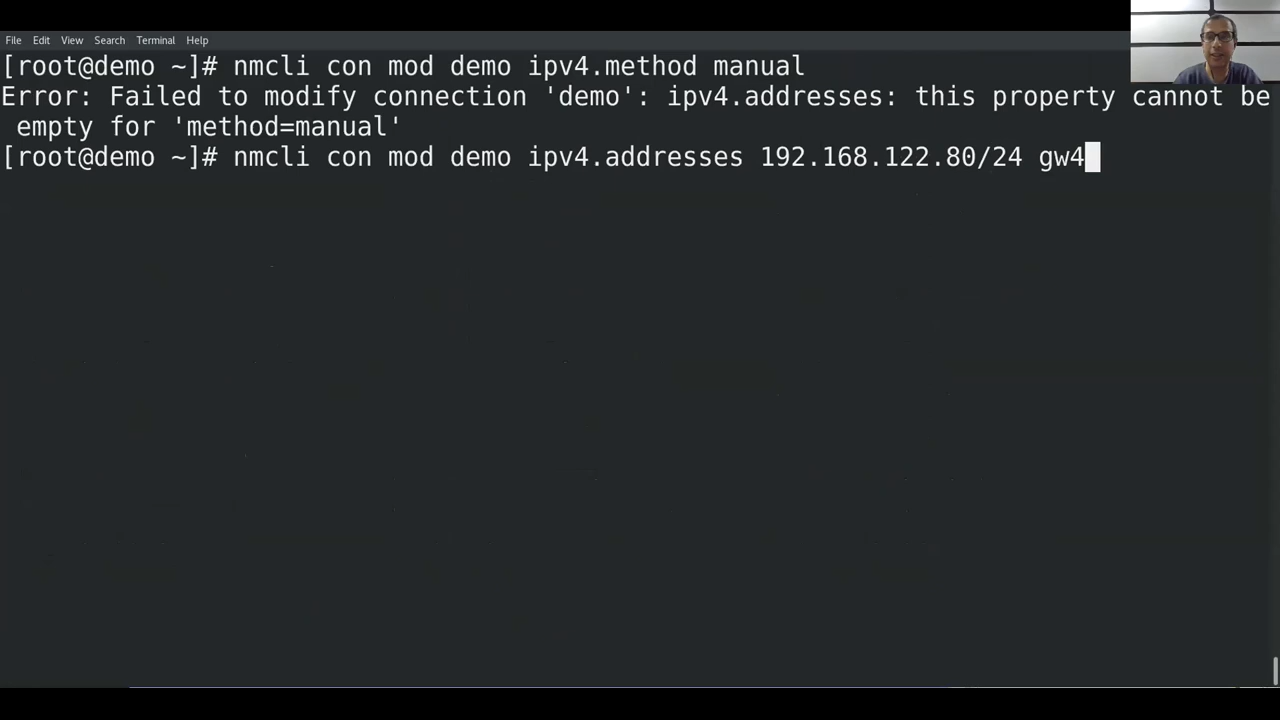 File Edit View Search Terminal Help
[root@demo ~]# nmcli con mod demo ipv4.method manual
Error: Failed to modify connection 'demo': ipv4.addresses: this property cannot be
 empty for 'method=manual'
[root@demo ~]# nmcli con mod demo ipv4.addresses 192.168.122.80/24 gw4